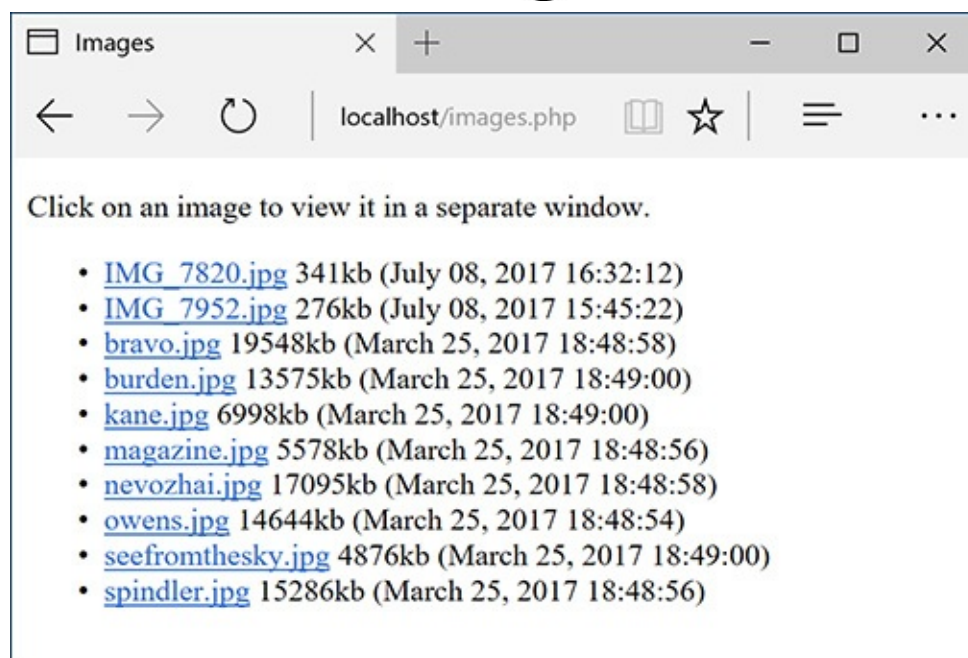 Images
localhost/images.php
Click on an image to view it in a separate window.
• IMG_7820.jpg 341kb (July 08, 2017 16:32:12)
• IMG_7952.jpg 276kb (July 08, 2017 15:45:22)
• bravo.jpg 19548kb (March 25, 2017 18:48:58)
• burden.jpg 13575kb (March 25, 2017 18:49:00)
• kane.jpg 6998kb (March 25, 2017 18:49:00)
• magazine.jpg 5578kb (March 25, 2017 18:48:56)
• nevozhai.jpg 17095kb (March 25, 2017 18:48:58)
• owens.jpg 14644kb (March 25, 2017 18:48:54)
• seefromthesky.jpg 4876kb (March 25, 2017 18:49:00)
• spindler.jpg 15286kb (March 25, 2017 18:48:56)